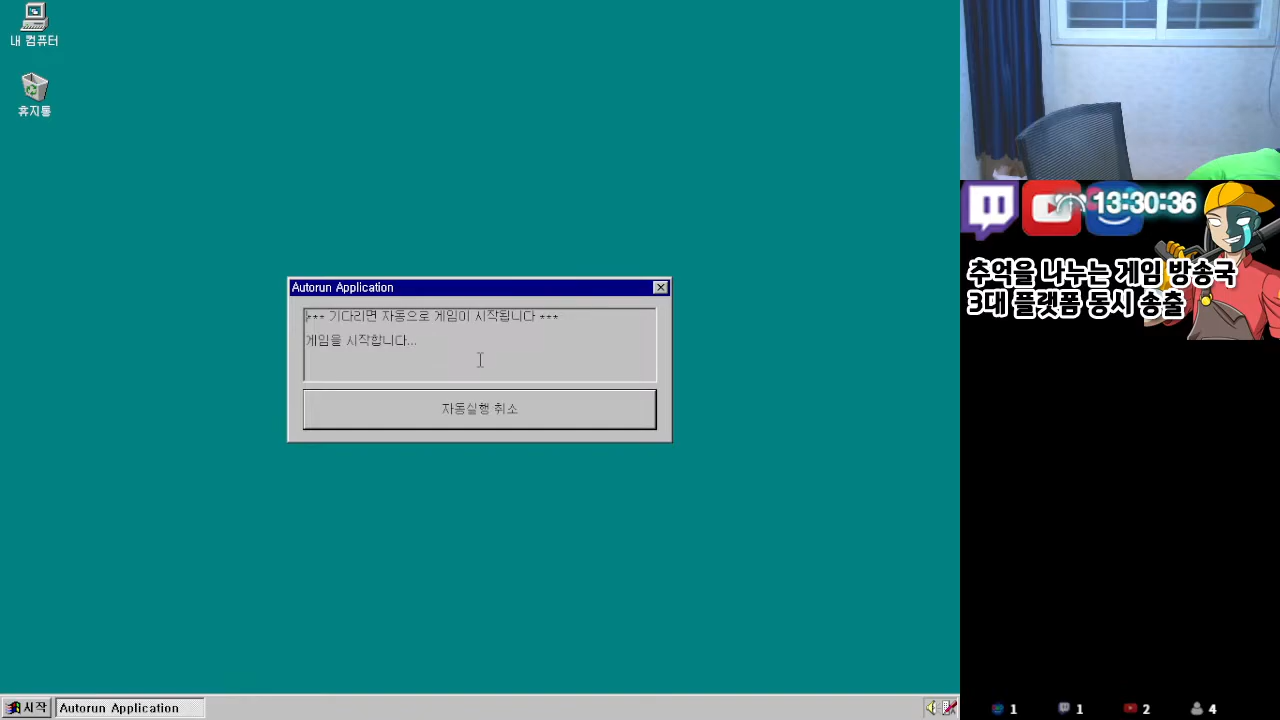 내 컴퓨터
휴지통
Autorun Application
*** 기다리면 자동으로 게임이 시작됩니다 ***
게임을 시작합니다...
자동실행 취소
시작
Autorun Application
13:30:36
추억을 나누는 게임 방송국
3대 플랫폼 동시 송출
1
1
2
4